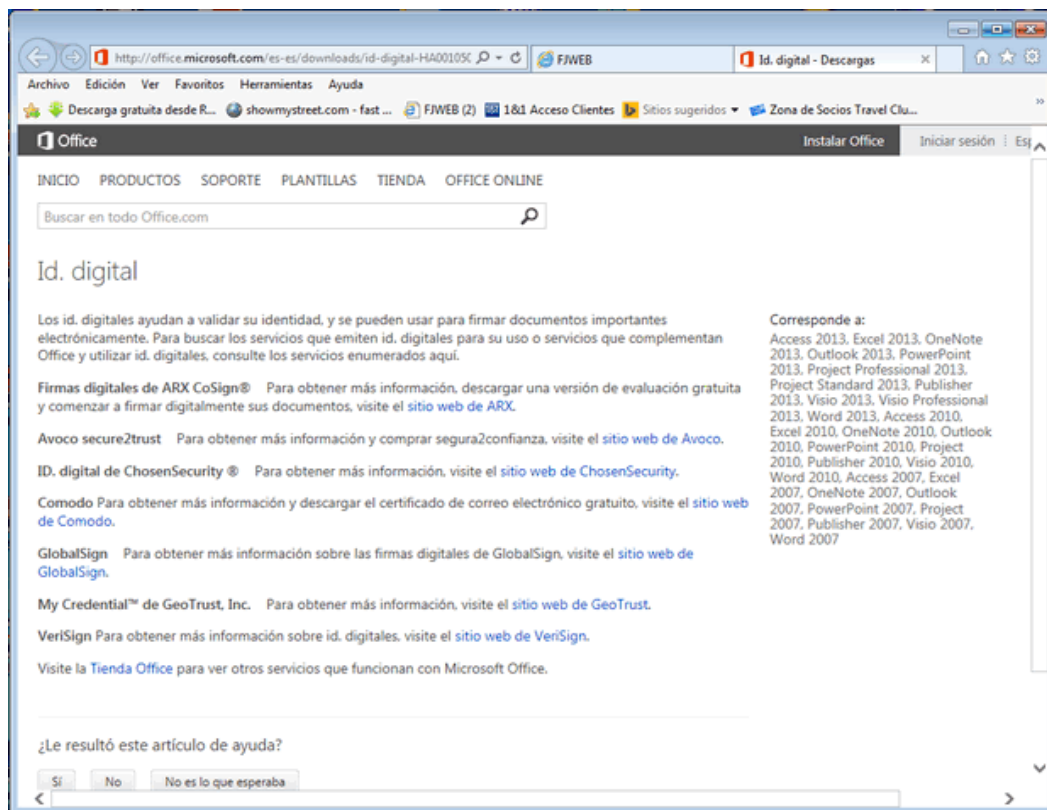 http://office.microsoft.com/es-es/downloads/id-digital-HA001050
FJWEB
Id. digital - Descargas
Archivo Edición Ver Favoritos Herramientas Ayuda
Descarga gratuita desde R... showmystreet.com - fast ... FJWEB (2) 1&1 Acceso Clientes Sitios sugeridos Zona de Socios Travel Clu...
Office Instalar Office Iniciar sesión Esp
INICIO PRODUCTOS SOPORTE PLANTILLAS TIENDA OFFICE ONLINE
Buscar en todo Office.com
Id. digital
Los id. digitales ayudan a validar su identidad, y se pueden usar para firmar documentos importantes
electrónicamente. Para buscar los servicios que emiten id. digitales para su uso o servicios que complementan
Office y utilizar id. digitales, consulte los servicios enumerados aquí.
Firmas digitales de ARX CoSign® Para obtener más información, descargar una versión de evaluación gratuita
y comenzar a firmar digitalmente sus documentos, visite el sitio web de ARX.
Avoco secure2trust Para obtener más información y comprar segura2confianza, visite el sitio web de Avoco.
ID. digital de ChosenSecurity ® Para obtener más información, visite el sitio web de ChosenSecurity.
Comodo Para obtener más información y descargar el certificado de correo electrónico gratuito, visite el sitio web
de Comodo.
GlobalSign Para obtener más información sobre las firmas digitales de GlobalSign, visite el sitio web de
GlobalSign.
My Credential™ de GeoTrust, Inc. Para obtener más información, visite el sitio web de GeoTrust.
VeriSign Para obtener más información sobre id. digitales, visite el sitio web de VeriSign.
Visite la Tienda Office para ver otros servicios que funcionan con Microsoft Office.
Corresponde a:
Access 2013, Excel 2013, OneNote
2013, Outlook 2013, PowerPoint
2013, Project Professional 2013,
Project Standard 2013, Publisher
2013, Visio 2013, Visio Professional
2013, Word 2013, Access 2010,
Excel 2010, OneNote 2010, Outlook
2010, PowerPoint 2010, Project
2010, Publisher 2010, Visio 2010,
Word 2010, Access 2007, Excel
2007, OneNote 2007, Outlook
2007, PowerPoint 2007, Project
2007, Publisher 2007, Visio 2007,
Word 2007
¿Le resultó este artículo de ayuda?
Sí No No es lo que esperaba